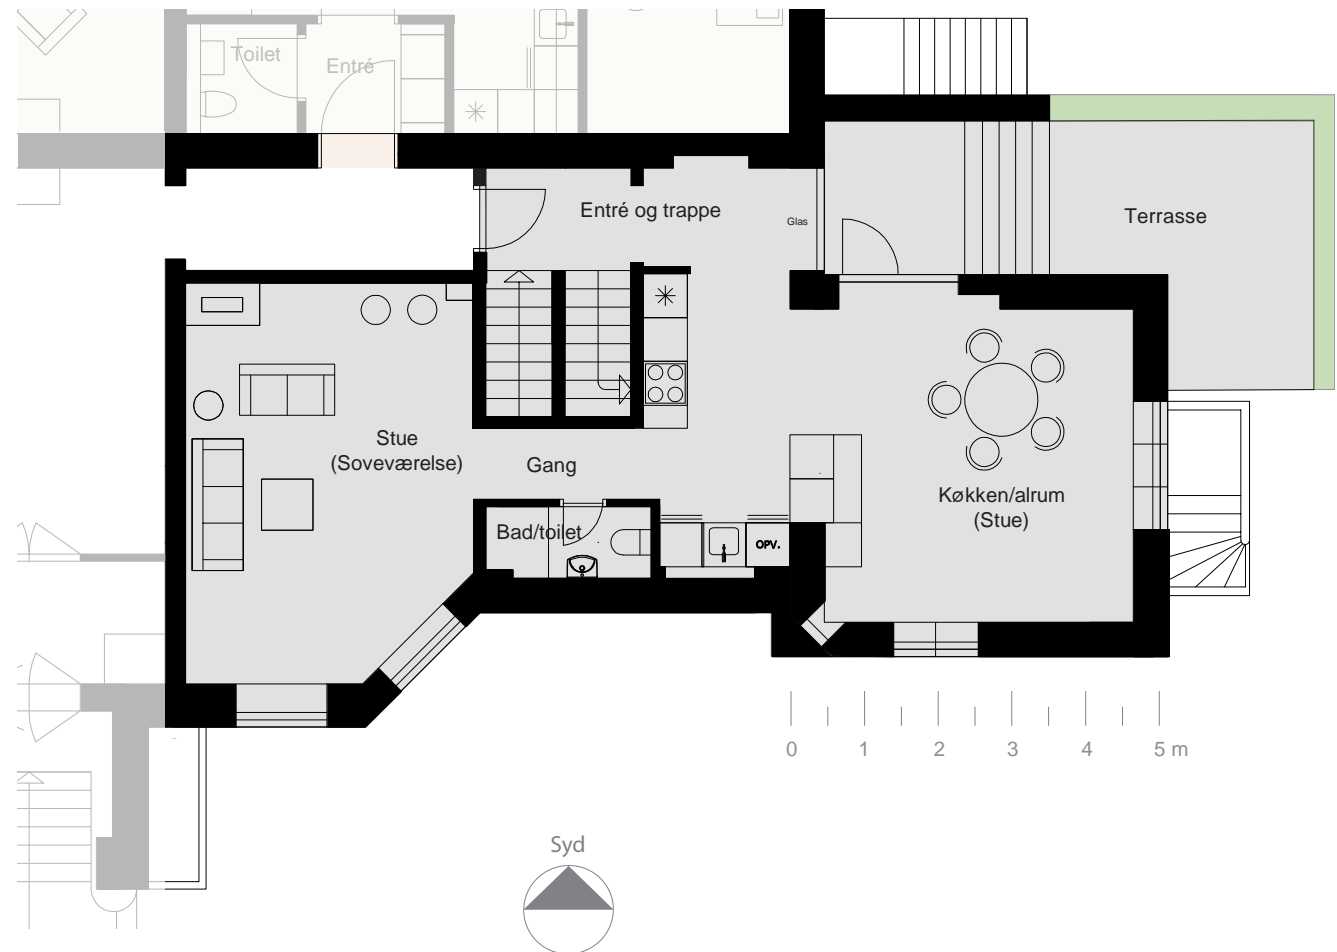 Toilet
Entré
Entré og trappe
Glas
Terrasse
Stue
(Soveværelse)
Gang
Køkken/alrum
(Stue)
Bad/toilet
OPV.
0 1 2 3 4 5 m
Syd